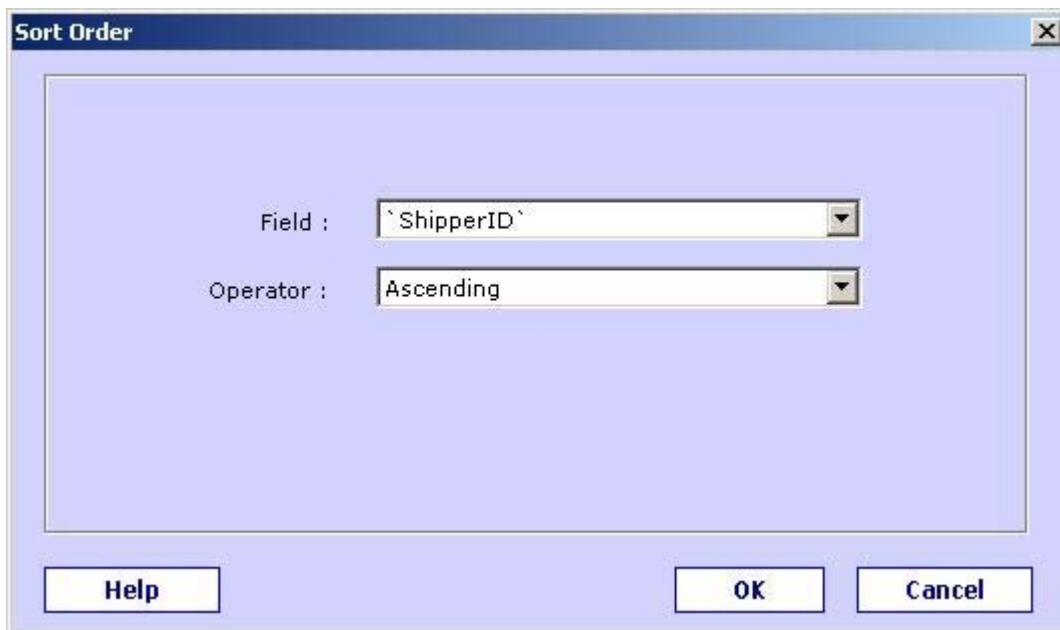 Sort Order
Field : `ShipperID`
Operator : Ascending
Help OK Cancel